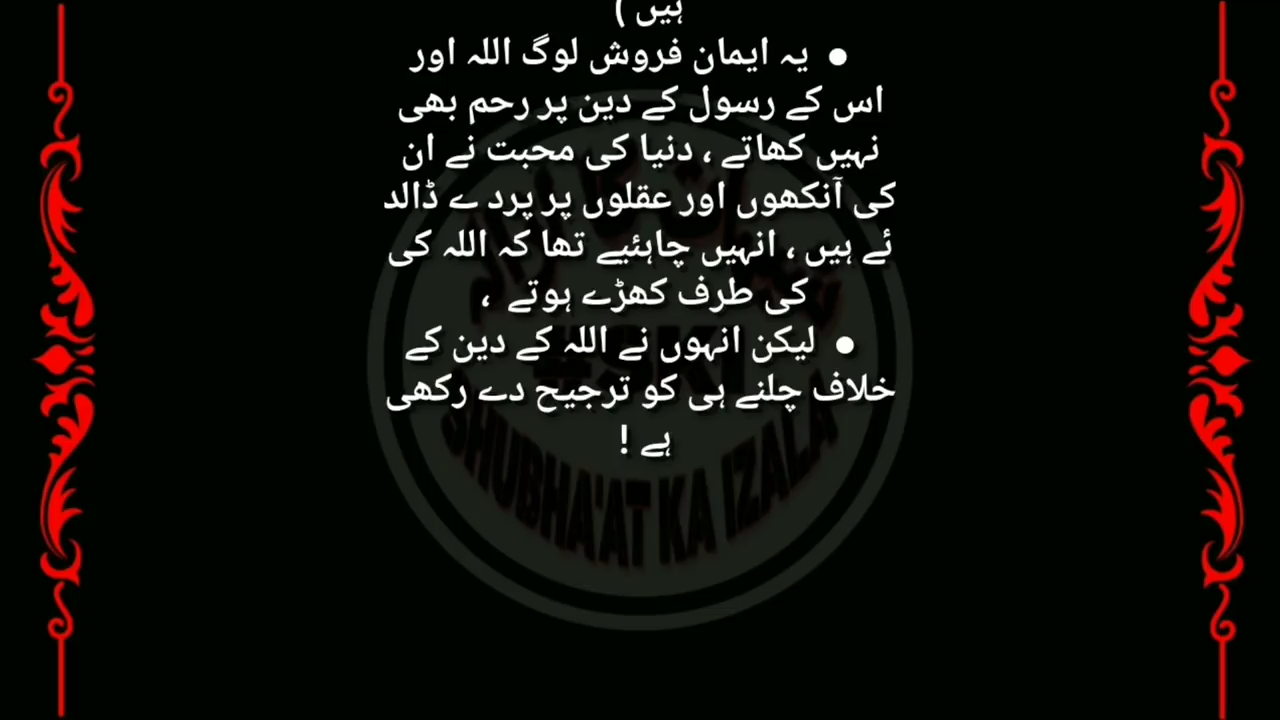 ہیں )
● یہ ایمان فروش لوگ اللہ اور
اس کے رسول کے دین پر رحم بھی
نہیں کھاتے ، دنیا کی محبت نے ان
کی آنکھوں اور عقلوں پر پرد ے ڈالد
ئے ہیں ، انہیں چاہئیے تھا کہ اللہ کی
کی طرف کھڑے ہوتے ،
● لیکن انہوں نے اللہ کے دین کے
خلاف چلنے ہی کو ترجیح دے رکھی
ہے !
#SKI
SHUBHA'AT KA IZALA